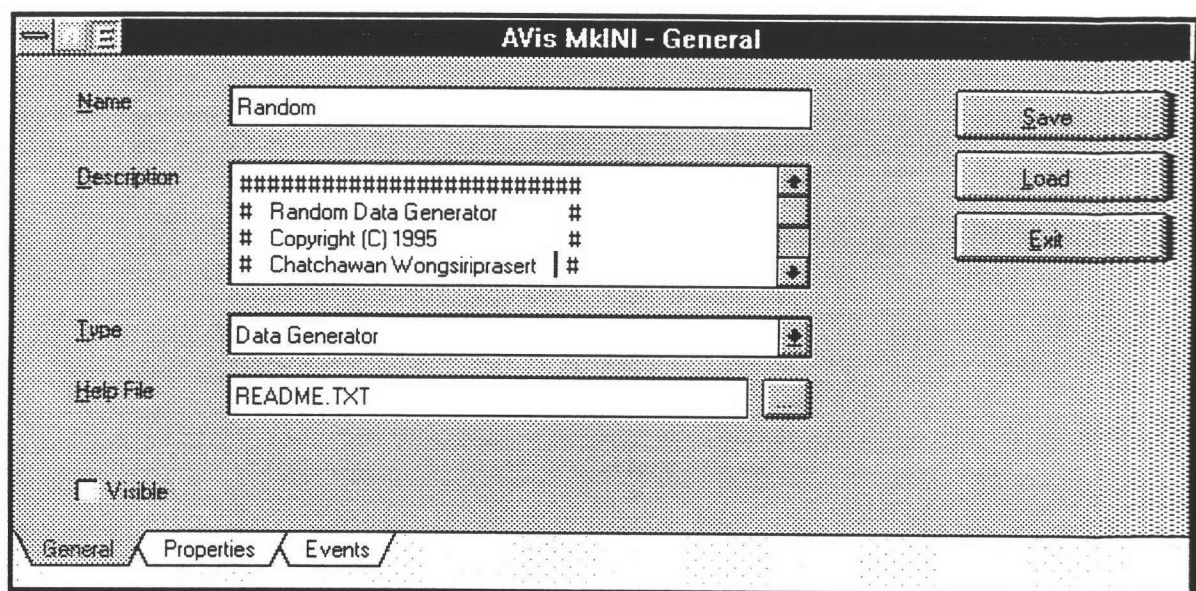 AVis MkINI - General
Name
Random
Save
Description
##########################
# Random Data Generator #
# Copyright (C) 1995 #
# Chatchawan Wongsiriprasert #
Load
Exit
Type
Data Generator
Help File
README.TXT
...
Visible
General Properties Events